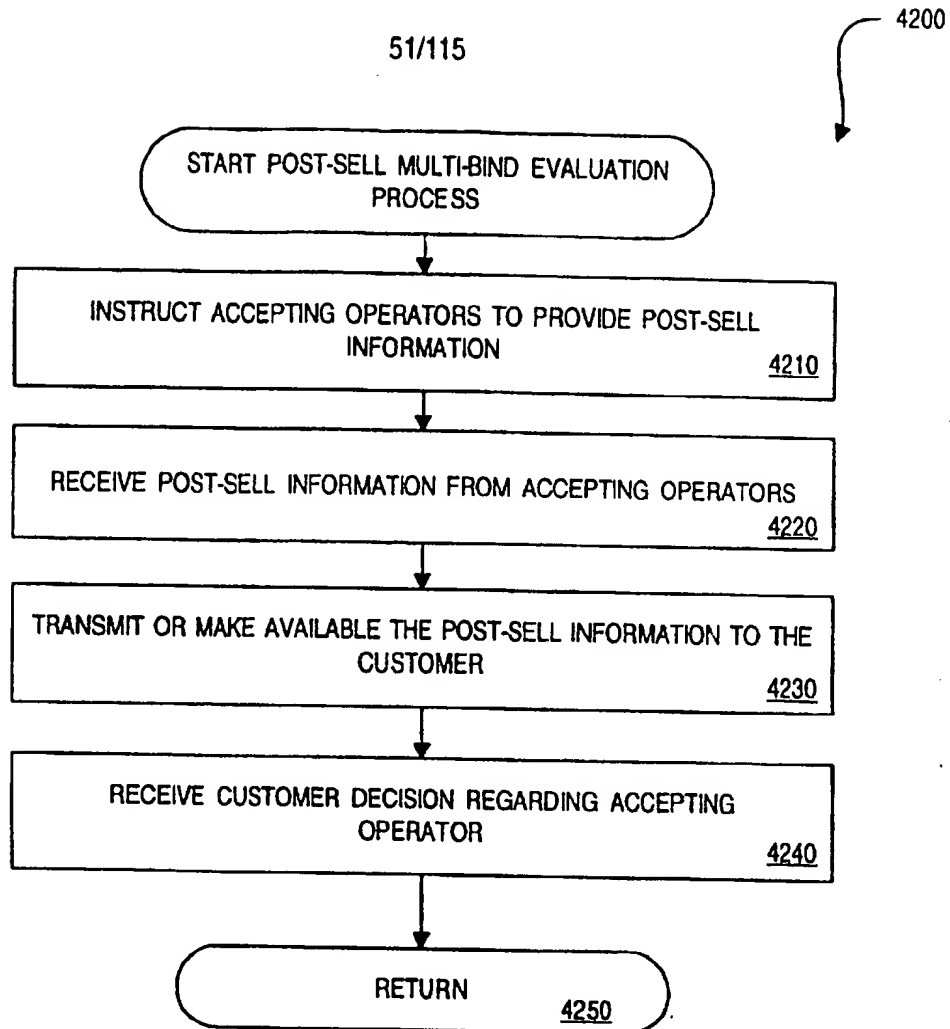 4200
51/115
START POST-SELL MULTI-BIND EVALUATION
PROCESS
INSTRUCT ACCEPTING OPERATORS TO PROVIDE POST-SELL
INFORMATION
4210
RECEIVE POST-SELL INFORMATION FROM ACCEPTING OPERATORS
4220
TRANSMIT OR MAKE AVAILABLE THE POST-SELL INFORMATION TO THE
CUSTOMER
4230
RECEIVE CUSTOMER DECISION REGARDING ACCEPTING
OPERATOR
4240
RETURN
4250